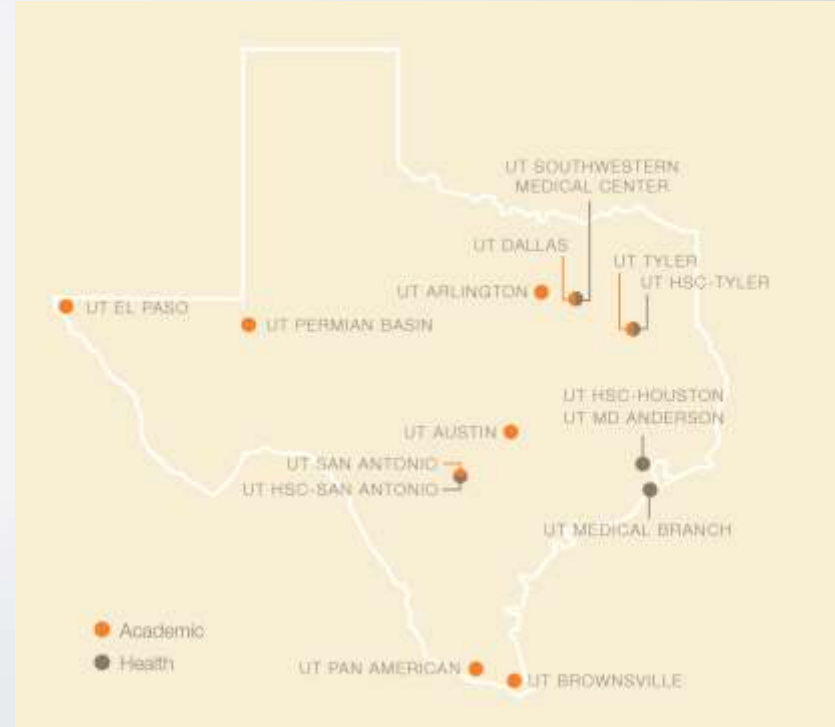 UT SOUTHWESTERN
MEDICAL CENTER
UT DALLAS
UT TYLER
UT HSC-TYLER
UT ARLINGTON
UT EL PASO
UT PERMIAN BASIN
UT HSC-HOUSTON
UT MD ANDERSON
UT AUSTIN
UT SAN ANTONIO
UT HSC-SAN ANTONIO
UT MEDICAL BRANCH
Academic
Health
UT PAN AMERICAN
UT BROWNSVILLE